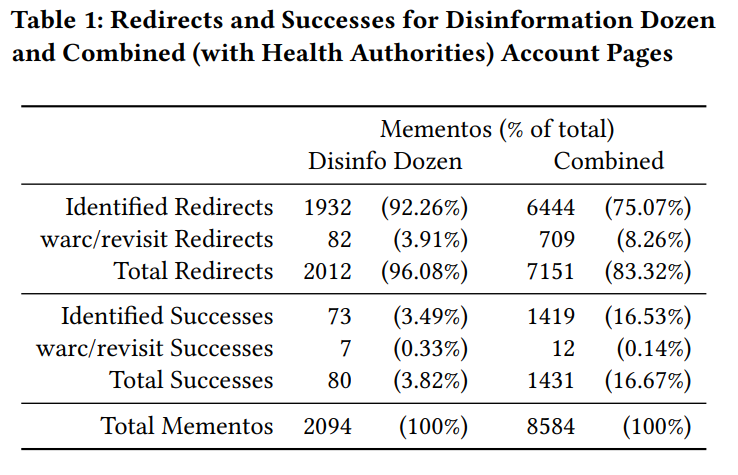 Table 1: Redirects and Successes for Disinformation Dozen
and Combined (with Health Authorities) Account Pages
Mementos (% of total)
Disinfo Dozen Combined
Identified Redirects 1932 (92.26%) 6444 (75.07%)
warc/revisit Redirects 82 (3.91%) 709 (8.26%)
Total Redirects 2012 (96.08%) 7151 (83.32%)
Identified Successes 73 (3.49%) 1419 (16.53%)
warc/revisit Successes 7 (0.33%) 12 (0.14%)
Total Successes 80 (3.82%) 1431 (16.67%)
Total Mementos 2094 (100%) 8584 (100%)